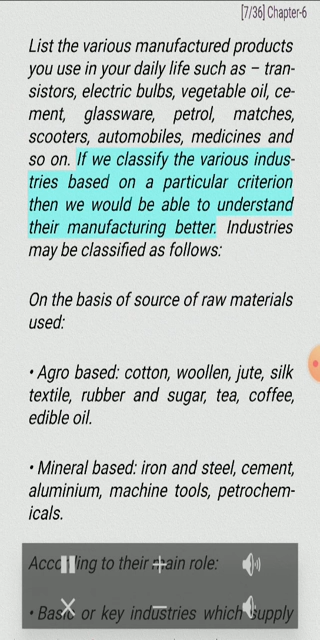 [7/36] Chapter-6
List the various manufactured products
you use in your daily life such as – tran-
sistors, electric bulbs, vegetable oil, ce-
ment, glassware, petrol, matches,
scooters, automobiles, medicines and
so on. If we classify the various indus-
tries based on a particular criterion
then we would be able to understand
their manufacturing better. Industries
may be classified as follows:
On the basis of source of raw materials
used:
• Agro based: cotton, woollen, jute, silk
textile, rubber and sugar, tea, coffee,
edible oil.
• Mineral based: iron and steel, cement,
aluminium, machine tools, petrochem-
icals.
According to their main role:
• Basic or key industries which supply